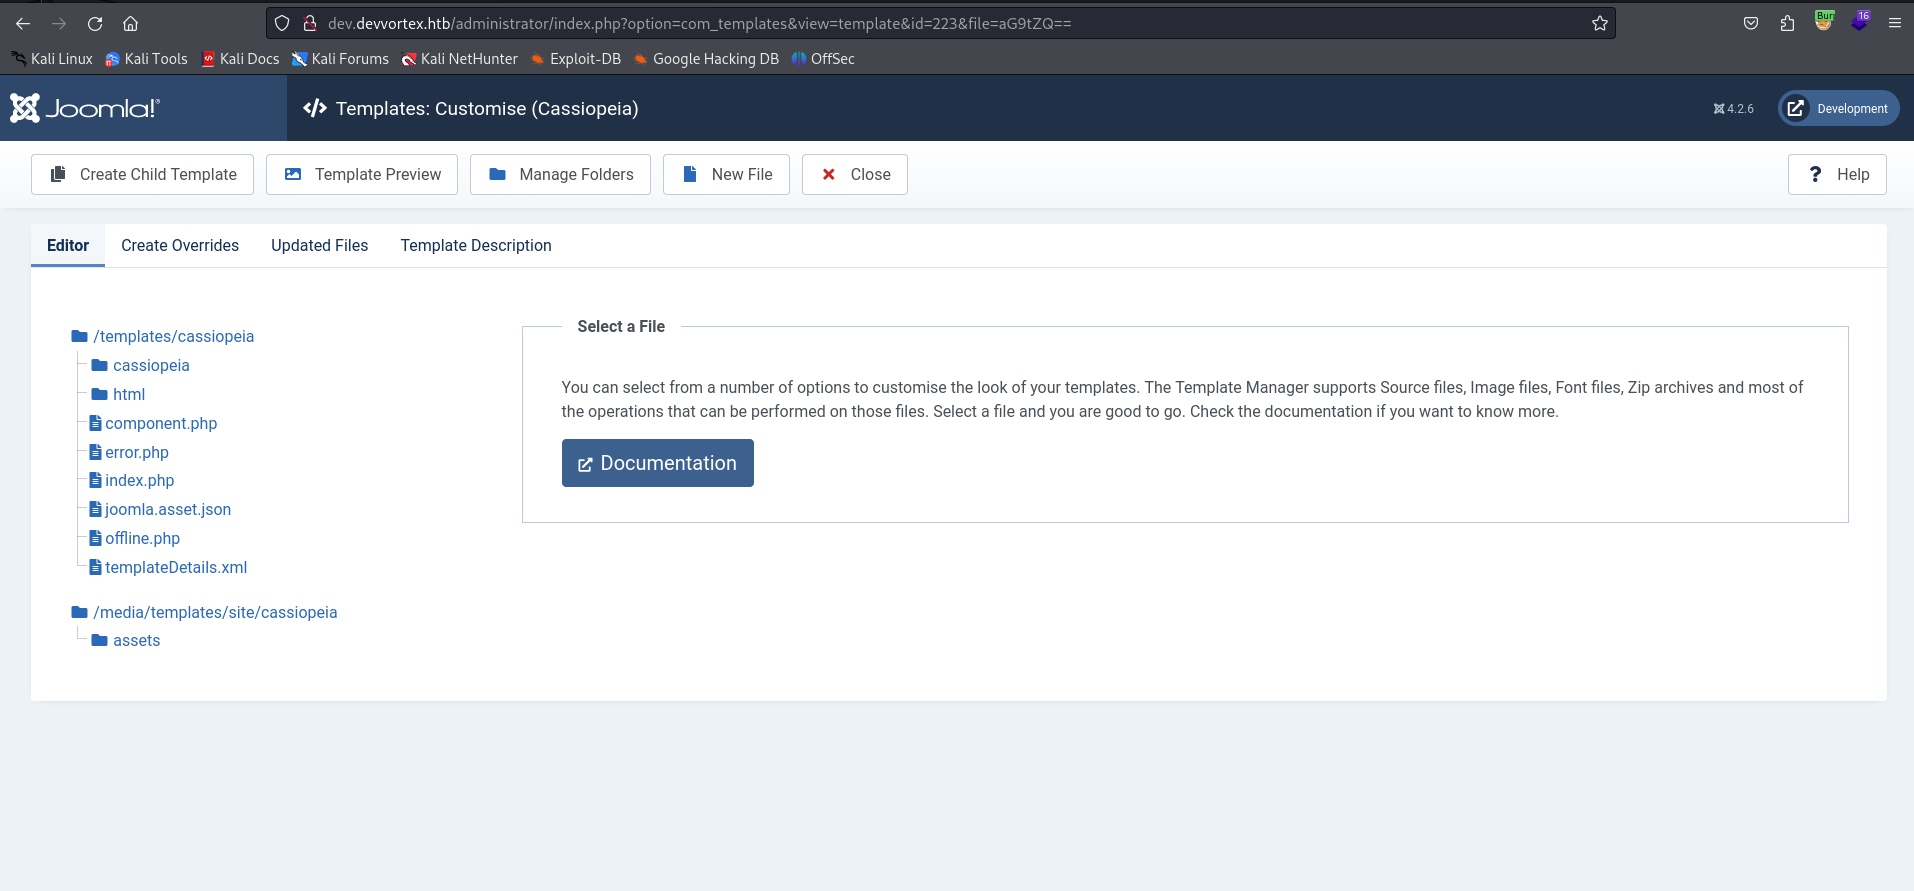 dev.devvortex.htb/administrator/index.php?option=com_templates&view=template&id=223&file=aG9tZQ==
Bur
16
Kali Linux Kali Tools Kali Docs Kali Forums Kali NetHunter Exploit-DB Google Hacking DB OffSec
Joomla!® Templates: Customise (Cassiopeia) 4.2.6 Development
Create Child Template Template Preview Manage Folders New File Close ? Help
Editor Create Overrides Updated Files Template Description
/templates/cassiopeia
cassiopeia
html
component.php
error.php
index.php
joomla.asset.json
offline.php
templateDetails.xml
/media/templates/site/cassiopeia
assets
Select a File
You can select from a number of options to customise the look of your templates. The Template Manager supports Source files, Image files, Font files, Zip archives and most of
the operations that can be performed on those files. Select a file and you are good to go. Check the documentation if you want to know more.
Documentation